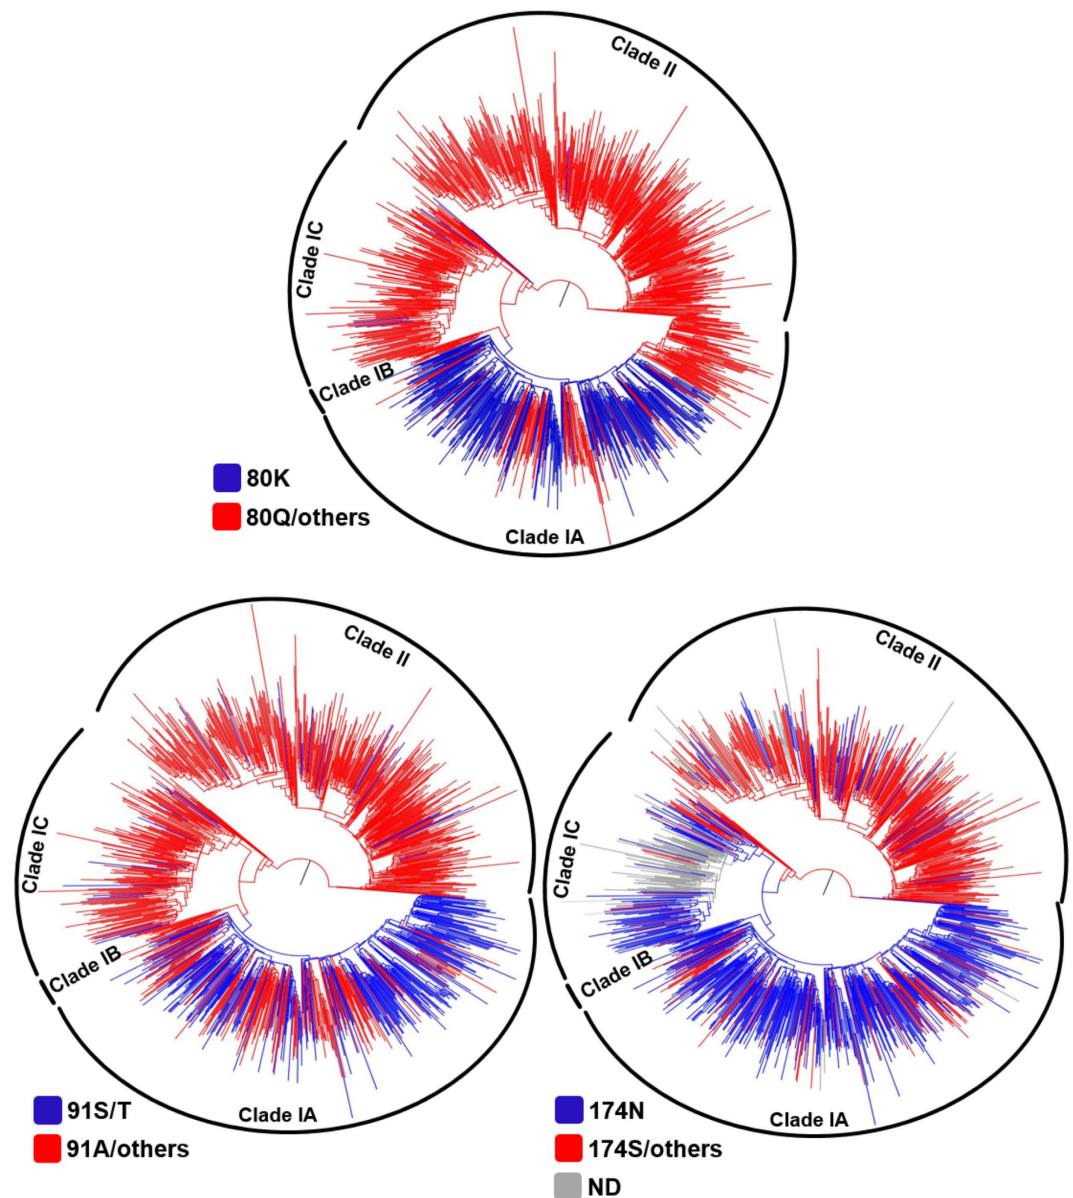 Clade II
Clade IC
Clade IB
80K
80Q/others
Clade IA
Clade II
Clade IC
Clade IB
91S/T
91A/others
Clade IA
Clade II
Clade IC
Clade IB
174N
174S/others
ND
Clade IA